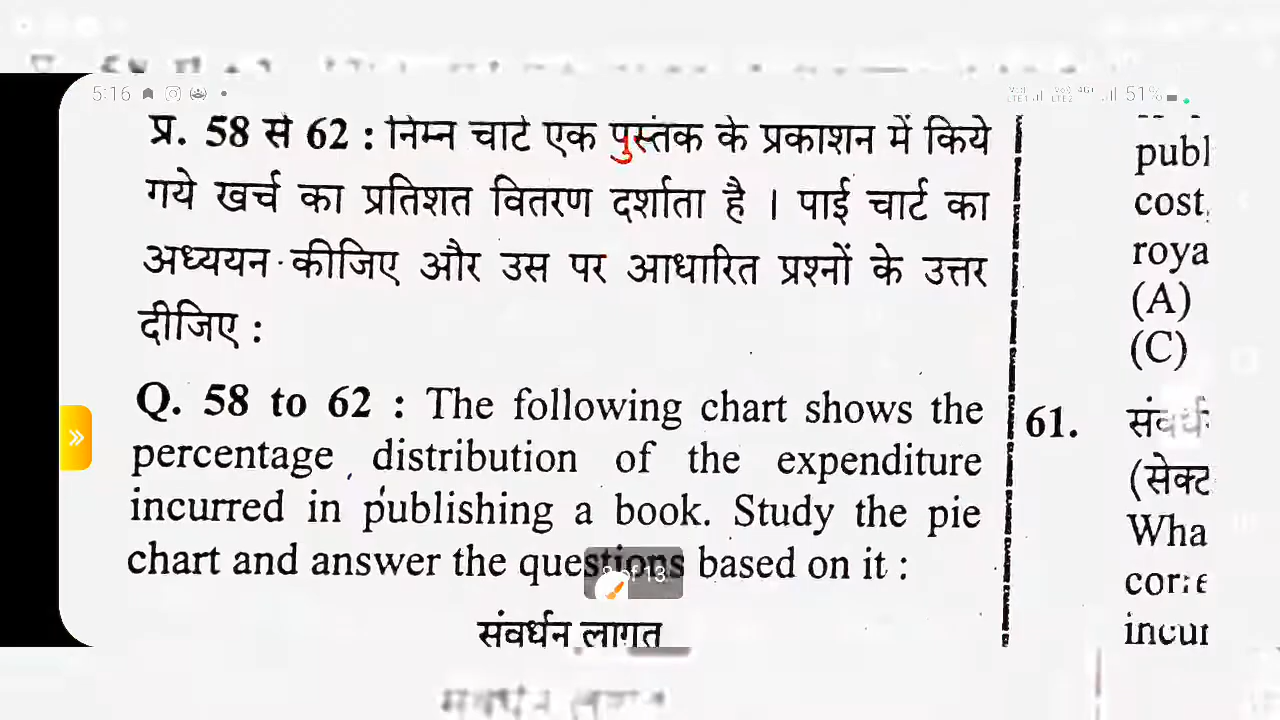 5:16
51%
प्र. 58 से 62 : निम्न चार्ट एक पुस्तक के प्रकाशन में किये
गये खर्च का प्रतिशत वितरण दर्शाता है । पाई चार्ट का
अध्ययन कीजिए और उस पर आधारित प्रश्नों के उत्तर
दीजिए :
Q. 58 to 62 : The following chart shows the
percentage distribution of the expenditure
incurred in publishing a book. Study the pie
chart and answer the questions based on it :
of 13
संवर्धन लागत
publ
cost,
roya
(A)
(C)
61.
(सेक्ट
Wha
incur